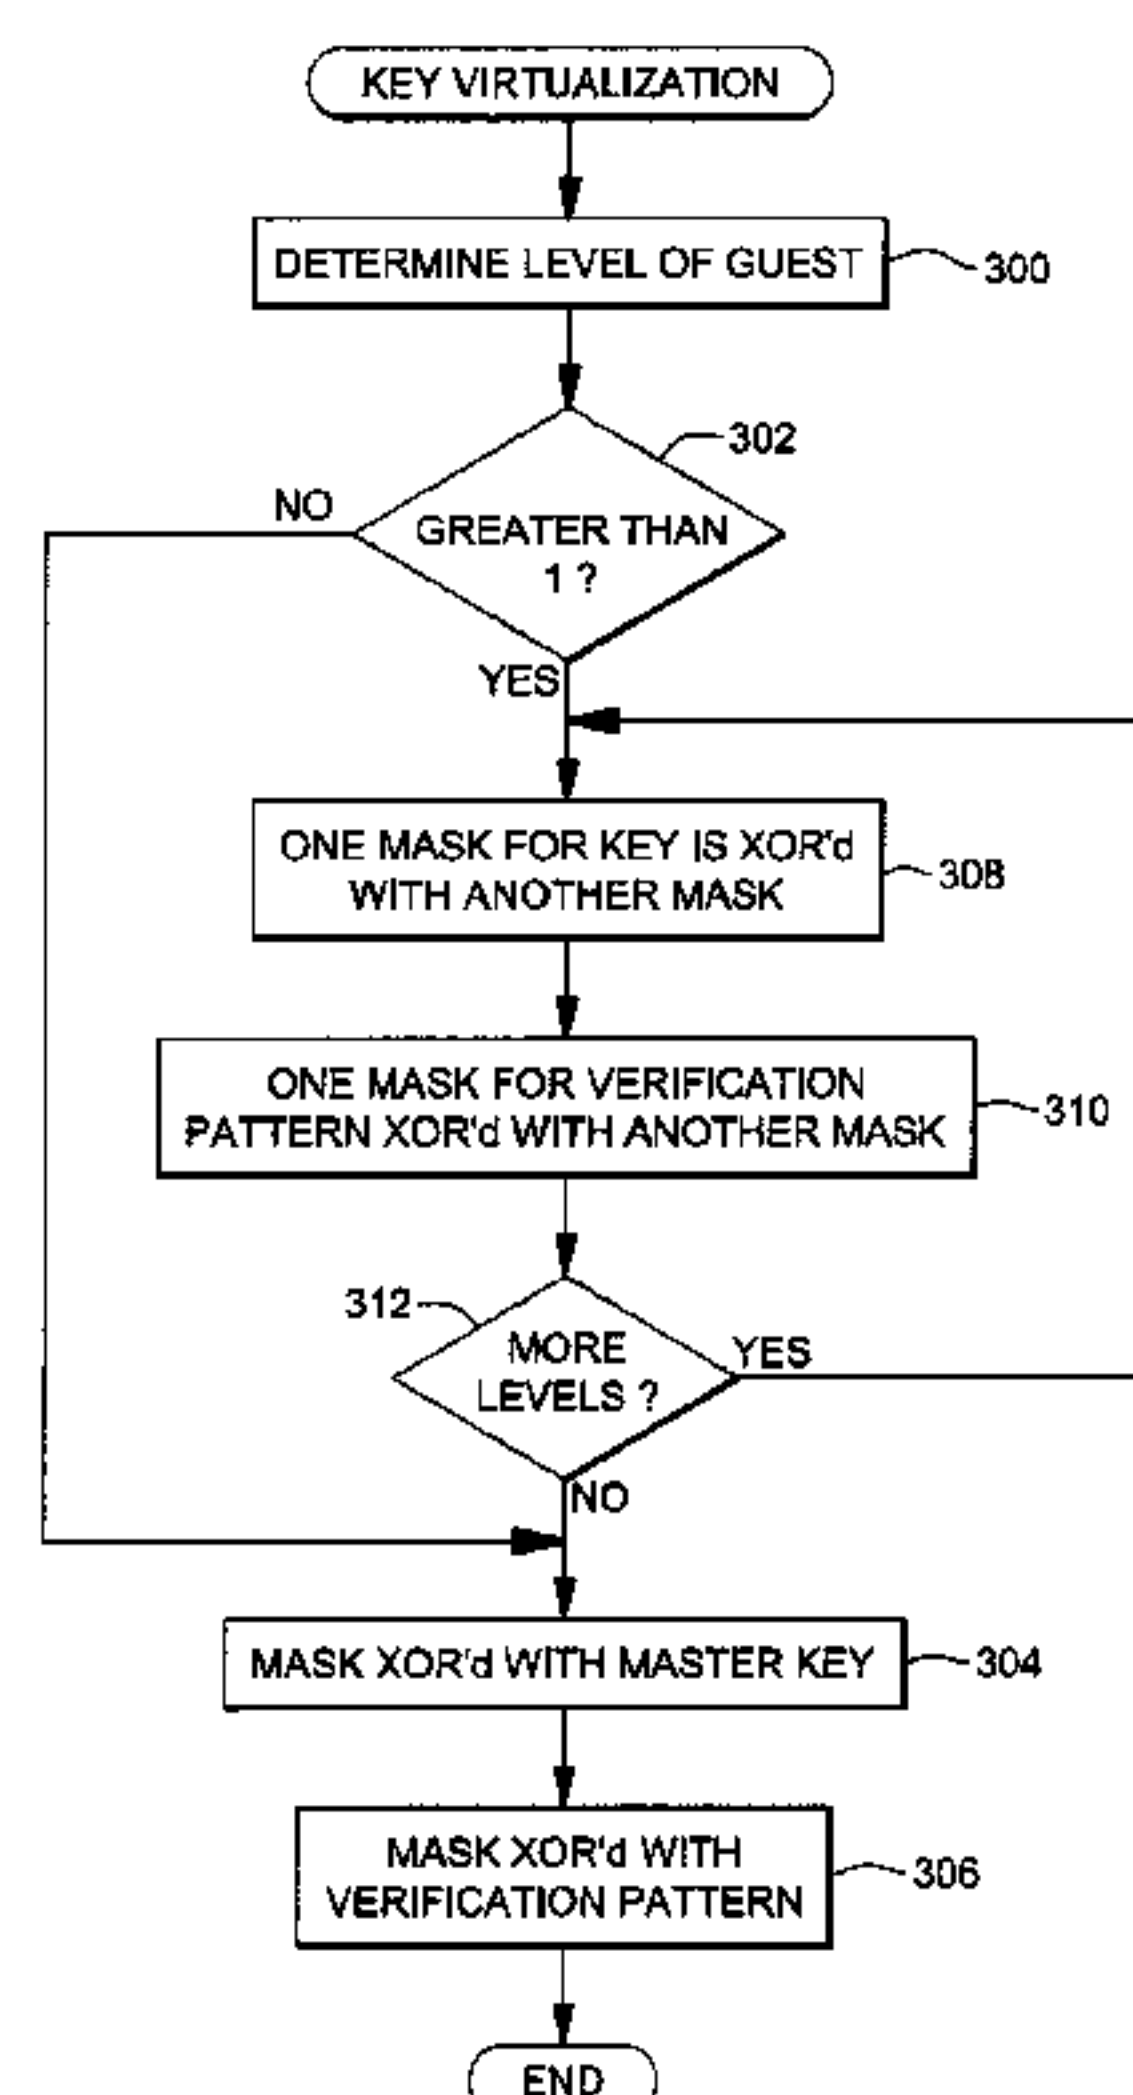 KEY VIRTUALIZATION
DETERMINE LEVEL OF GUEST
300
302
NO
GREATER THAN
1 ?
YES
ONE MASK FOR KEY IS XOR'd
WITH ANOTHER MASK
308
ONE MASK FOR VERIFICATION
PATTERN XOR'd WITH ANOTHER MASK
310
312
MORE
LEVELS ?
YES
NO
MASK XOR'd WITH MASTER KEY
304
MASK XOR'd WITH
VERIFICATION PATTERN
306
END